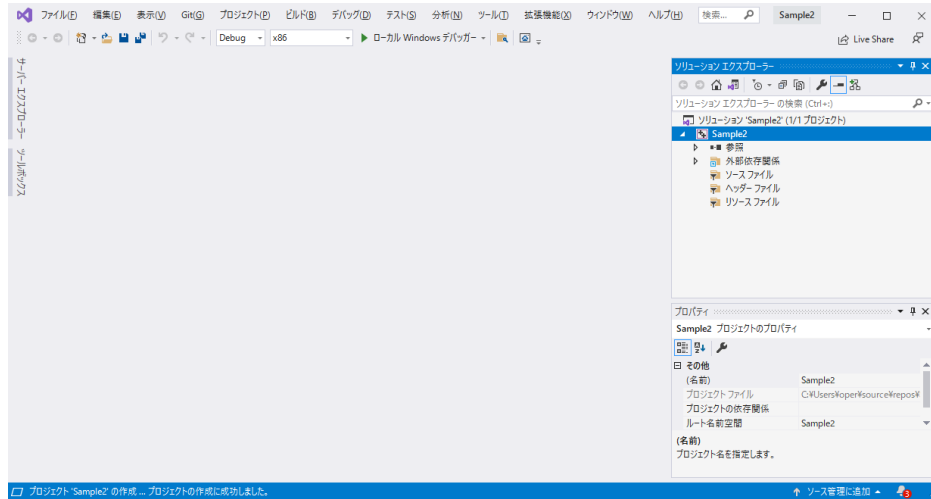 ファイル(F) 編集(E) 表示(V) Git(G) プロジェクト(P) ビルド(B) デバッグ(D) テスト(S) 分析(N) ツール(T) 拡張機能(X) ウィンドウ(W) ヘルプ(H) 検索... Sample2
Debug x86 ローカル Windows デバッガー Live Share
サーバー エクスプローラー
ツールボックス
ソリューション エクスプローラー
ソリューション エクスプローラー の検索 (Ctrl+:)
ソリューション 'Sample2' (1/1 プロジェクト)
Sample2
参照
外部依存関係
ソース ファイル
ヘッダー ファイル
リソース ファイル
プロパティ
Sample2 プロジェクトのプロパティ
その他
(名前) Sample2
プロジェクト ファイル C:¥Users¥oper¥source¥repos¥
プロジェクトの依存関係
ルート名前空間 Sample2
(名前)
プロジェクト名を指定します。
プロジェクト 'Sample2' の作成 ... プロジェクトの作成に成功しました。 ソース管理に追加 3